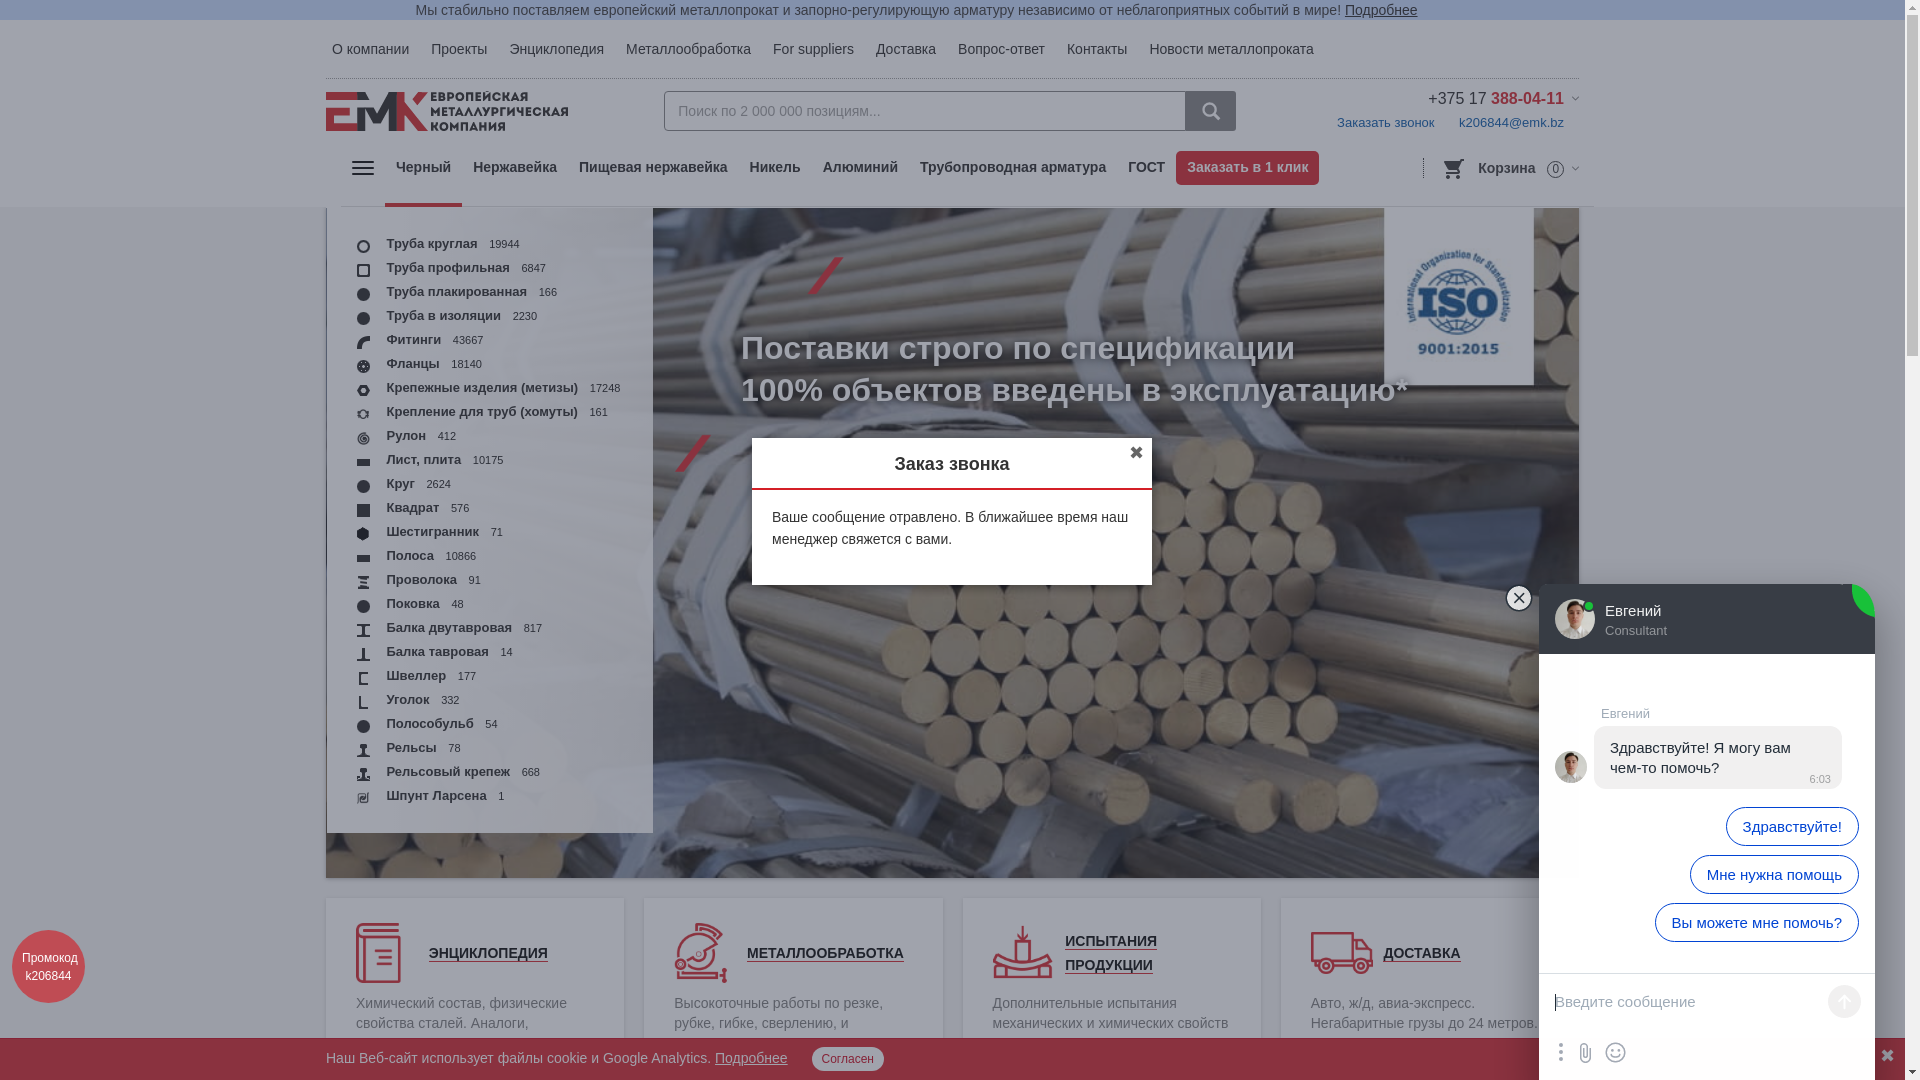 Мы стабильно поставляем европейский металлопрокат и запорно-регулирующую арматуру независимо от неблагоприятных событий в мире! Подробнее
О компании Проекты Энциклопедия Металлообработка For suppliers Доставка Вопрос-ответ Контакты Новости металлопроката
ЕМК ЕВРОПЕЙСКАЯ
МЕТАЛЛУРГИЧЕСКАЯ
КОМПАНИЯ
Поиск по 2 000 000 позициям...
+375 17 388-04-11
Заказать звонок k206844@emk.bz
Черный Нержавейка Пищевая нержавейка Никель Алюминий Трубопроводная арматура ГОСТ Заказать в 1 клик
Корзина 0
Труба круглая 19944
Труба профильная 6847
Труба плакированная 166
Труба в изоляции 2230
Фитинги 43667
Фланцы 18140
Крепежные изделия (метизы) 17248
Крепление для труб (хомуты) 161
Рулон 412
Лист, плита 10175
Круг 2624
Квадрат 576
Шестигранник 71
Полоса 10866
Проволока 91
Поковка 48
Балка двутавровая 817
Балка тавровая 14
Швеллер 177
Уголок 332
Полособульб 54
Рельсы 78
Рельсовый крепеж 668
Шпунт Ларсена 1
Поставки строго по спецификации
100% объектов введены в эксплуатацию*
International Organization for Standardization
ISO
9001:2015
Заказ звонка
Ваше сообщение отравлено. В ближайшее время наш
менеджер свяжется с вами.
Евгений
Consultant
Евгений
Здравствуйте! Я могу вам
чем-то помочь?
6:03
Здравствуйте!
Мне нужна помощь
Вы можете мне помочь?
Введите сообщение
Промокод
k206844
ЭНЦИКЛОПЕДИЯ
Химический состав, физические
свойства сталей. Аналоги,
МЕТАЛЛООБРАБОТКА
Высокоточные работы по резке,
рубке, гибке, сверлению, и
ИСПЫТАНИЯ
ПРОДУКЦИИ
Дополнительные испытания
механических и химических свойств
ДОСТАВКА
Авто, ж/д, авиа-экспресс.
Негабаритные грузы до 24 метров.
Наш Веб-сайт использует файлы cookie и Google Analytics. Подробнее Согласен